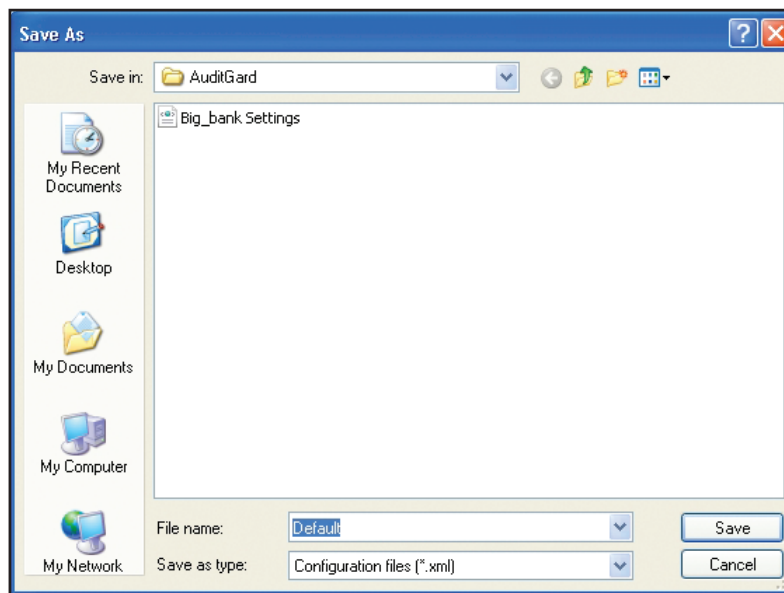 Save As
Save in: AuditGard
Big_bank Settings
My Recent
Documents
Desktop
My Documents
My Computer
My Network
File name: Default Save
Save as type: Configuration files (*.xml) Cancel